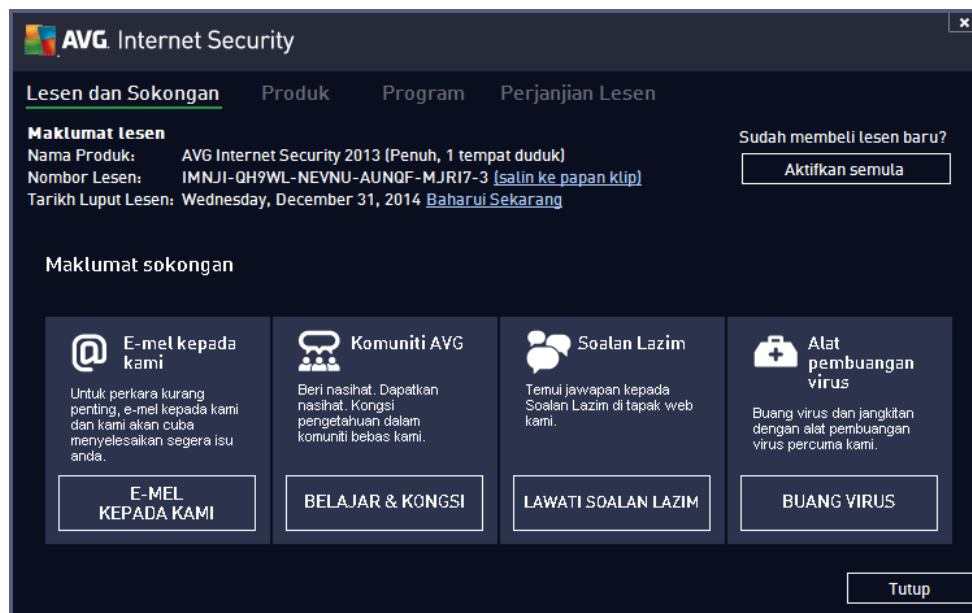 AVG. Internet Security
Lesen dan Sokongan Produk Program Perjanjian Lesen
Maklumat lesen
Nama Produk: AVG Internet Security 2013 (Penuh, 1 tempat duduk)
Nombor Lesen: IMNJI-QH9WL-NEVNU-AUNQF-MJRI7-3 (salin ke papan klip)
Tarikh Luput Lesen: Wednesday, December 31, 2014 Baharui Sekarang
Sudah membeli lesen baru?
Aktifkan semula
Maklumat sokongan
E-mel kepada
kami
Untuk perkara kurang
penting, e-mel kepada kami
dan kami akan cuba
menyelesaikan segera isu
anda.
E-MEL
KEPADA KAMI
Komuniti AVG
Beri nasihat. Dapatkan
nasihat. Kongsi
pengetahuan dalam
komuniti bebas kami.
BELAJAR & KONGSI
Soalan Lazim
Temui jawapan kepada
Soalan Lazim di tapak web
kami.
LAWATI SOALAN LAZIM
Alat
pembuangan
virus
Buang virus dan jangkitan
dengan alat pembuangan
virus percuma kami.
BUANG VIRUS
Tutup